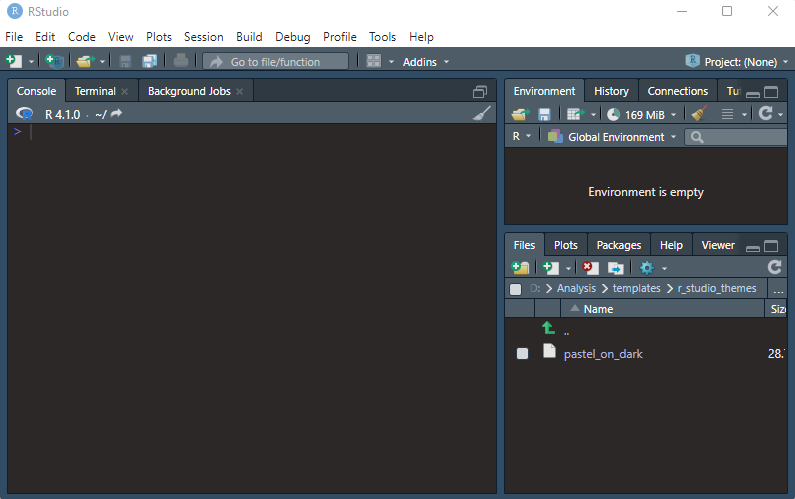 RStudio
File Edit Code View Plots Session Build Debug Profile Tools Help
Go to file/function Addins Project: (None)
Console Terminal Background Jobs
R 4.1.0 · ~/
>
Environment History Connections Tu
169 MiB
R Global Environment
Environment is empty
Files Plots Packages Help Viewer
D: Analysis templates r_studio_themes ...
Name Size
..
pastel_on_dark 28.